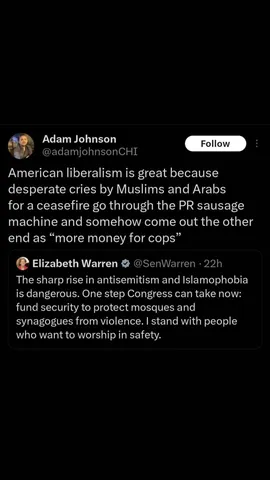 Adam Johnson
@adamjohnsonCHI
Follow
American liberalism is great because
desperate cries by Muslims and Arabs
for a ceasefire go through the PR sausage
machine and somehow come out the other
end as “more money for cops”
Elizabeth Warren @SenWarren · 22h
The sharp rise in antisemitism and Islamophobia
is dangerous. One step Congress can take now:
fund security to protect mosques and
synagogues from violence. I stand with people
who want to worship in safety.